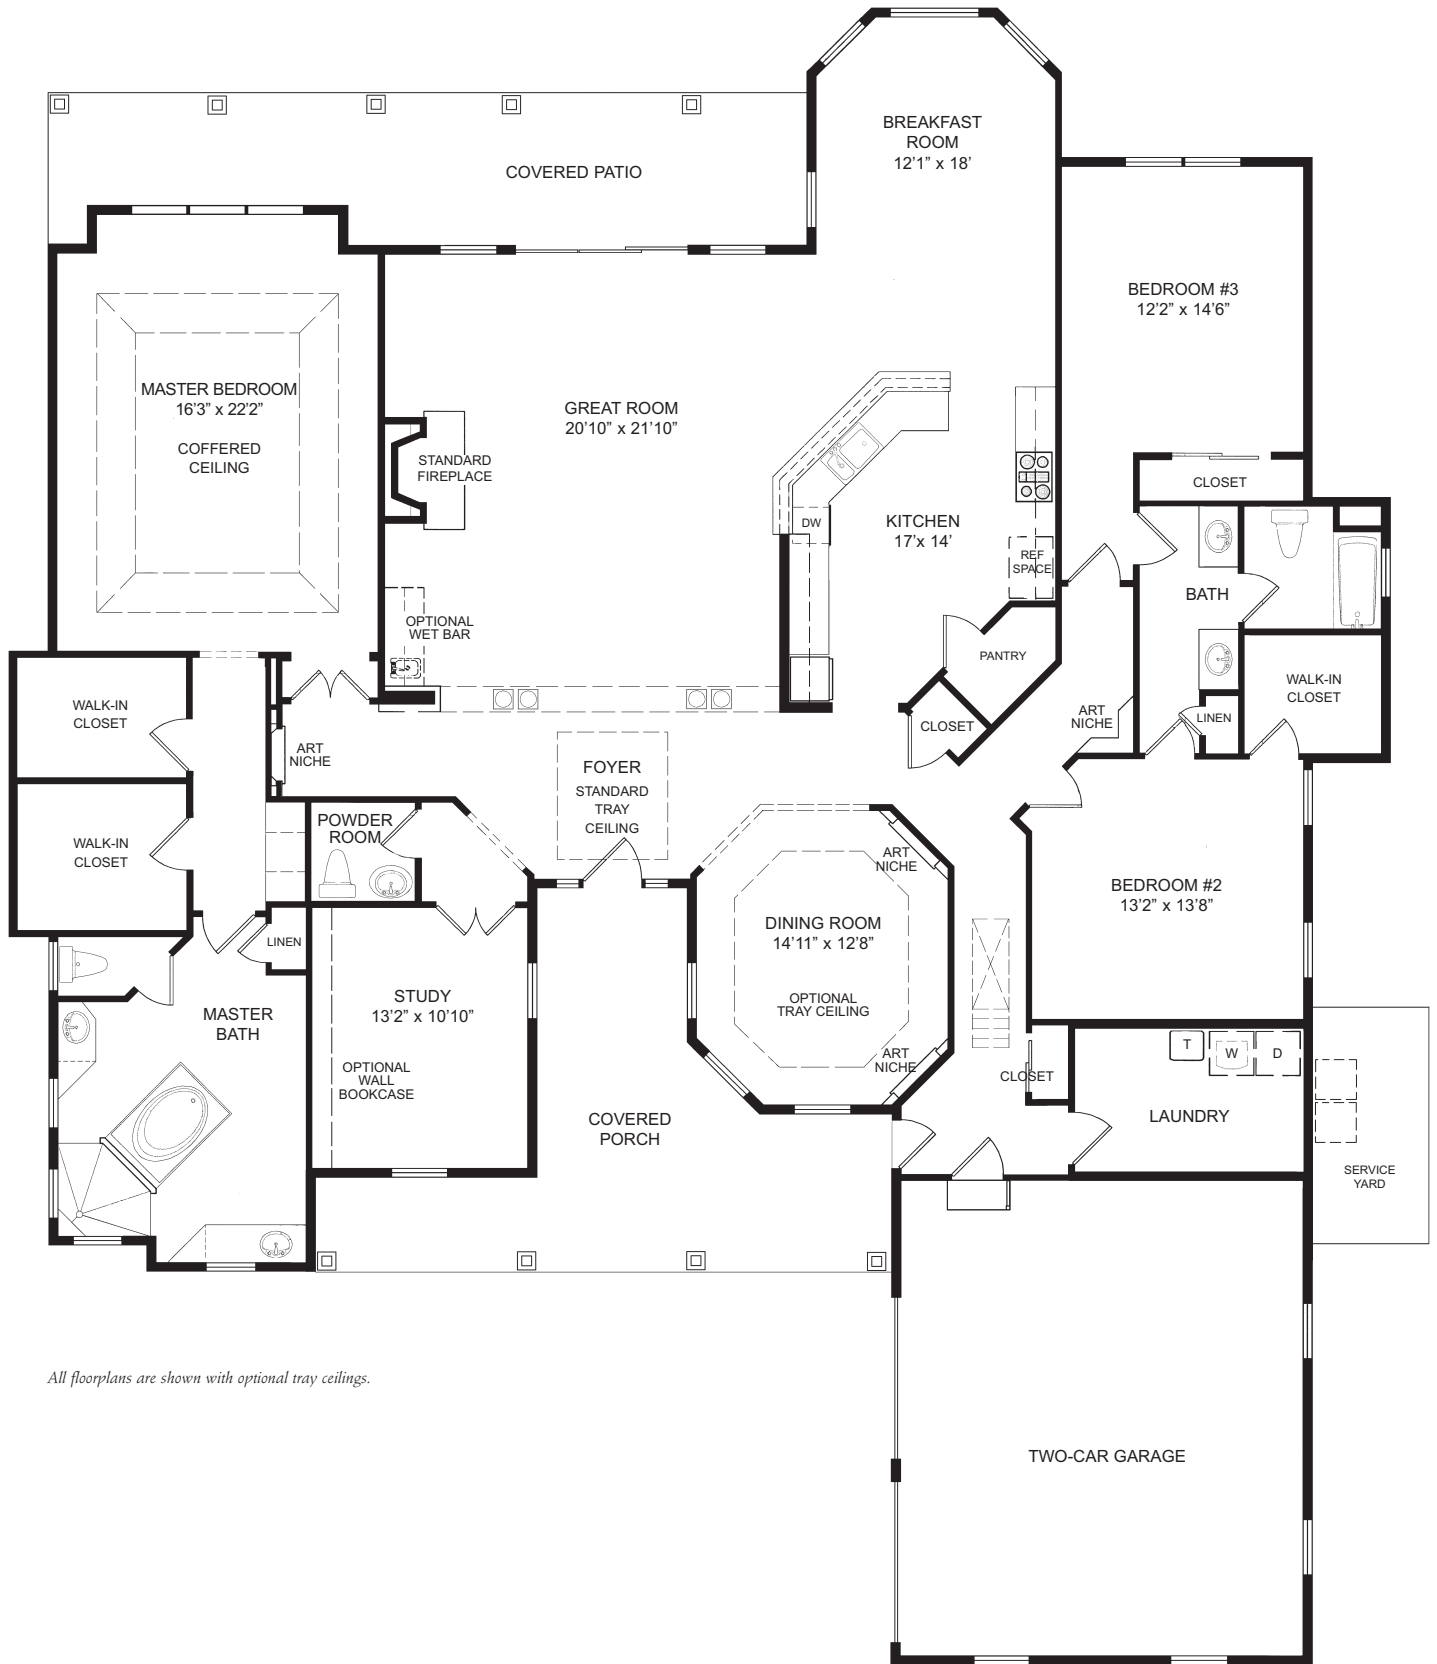 BREAKFAST
ROOM
12’1” x 18’
COVERED PATIO
BEDROOM #3
12’2” x 14’6”
MASTER BEDROOM
16’3” x 22’2”
COFFERED
CEILING
GREAT ROOM
20’10” x 21’10”
STANDARD
FIREPLACE
CLOSET
DW
KITCHEN
17’x 14’
REF
SPACE
BATH
OPTIONAL
WET BAR
PANTRY
WALK-IN
CLOSET
WALK-IN
CLOSET
ART
NICHE
LINEN
CLOSET
ART
NICHE
FOYER
STANDARD
TRAY
CEILING
POWDER
ROOM
WALK-IN
CLOSET
ART
NICHE
BEDROOM #2
13’2” x 13’8”
DINING ROOM
14’11” x 12’8”
OPTIONAL
TRAY CEILING
LINEN
STUDY
13’2” x 10’10”
MASTER
BATH
OPTIONAL
WALL
BOOKCASE
ART
NICHE
CLOSET
T
W
D
LAUNDRY
COVERED
PORCH
SERVICE
YARD
All floorplans are shown with optional tray ceilings.
TWO-CAR GARAGE